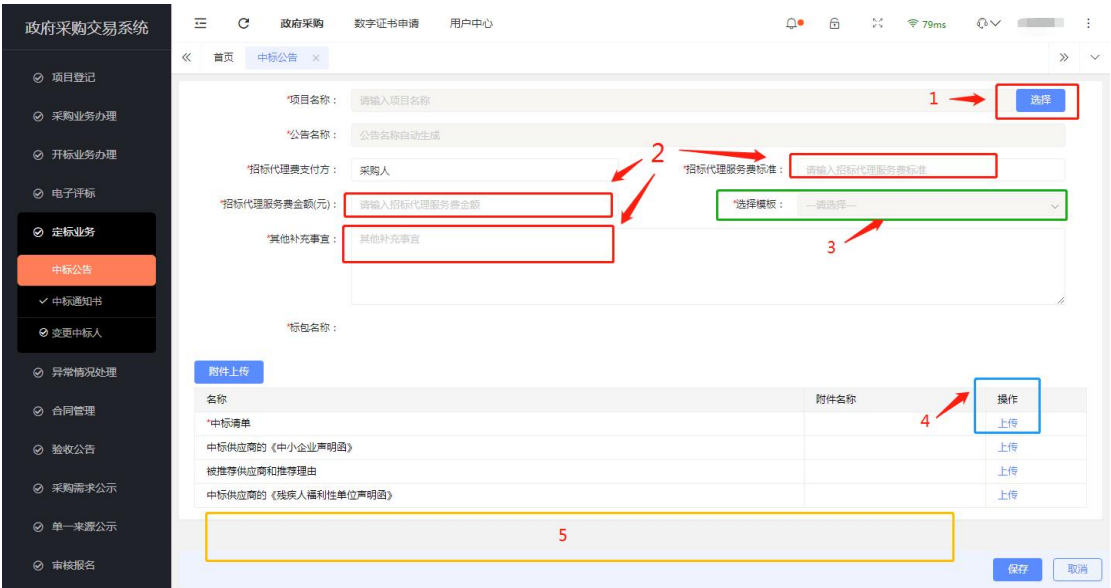 政府采购交易系统
政府采购 数字证书申请 用户中心 79ms
首页 中标公告 ×
项目登记
采购业务办理
开标业务办理
电子评标
定标业务
中标公告
中标通知书
变更中标人
异常情况处理
合同管理
验收公告
采购需求公示
单一来源公示
审核报名
*项目名称： 请输入项目名称 1 选择
*公告名称： 公告名称自动生成
2
*招标代理费支付方： 采购人 *招标代理服务费标准： 请输入招标代理服务费标准
*招标代理服务费金额(元)： 请输入招标代理服务费金额 *选择模板： ---请选择---
*其他补充事宜： 其他补充事宜 3
*标包名称：
附件上传
名称 附件名称 操作
*中标清单 4 上传
中标供应商的《中小企业声明函》 上传
被推荐供应商和推荐理由 上传
中标供应商的《残疾人福利性单位声明函》 上传
5
保存 取消